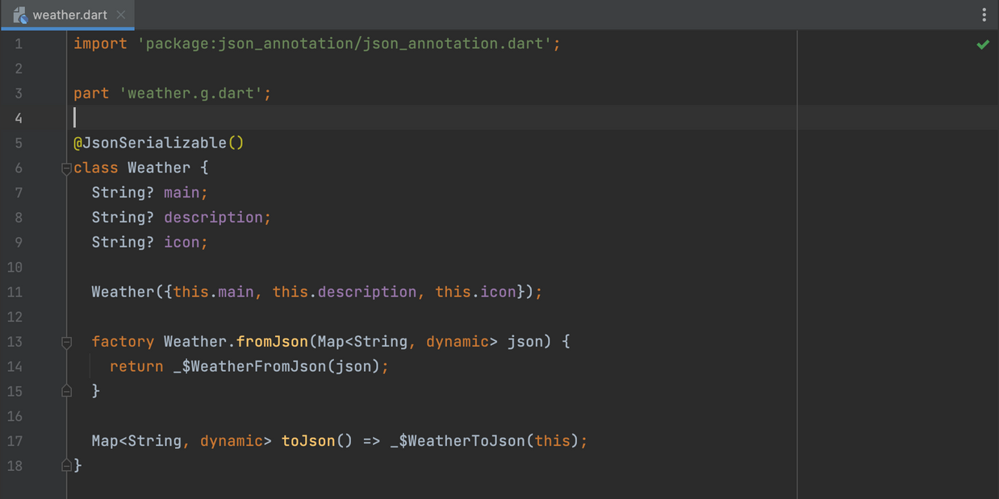 weather.dart
1 import 'package:json_annotation/json_annotation.dart';
2
3 part 'weather.g.dart';
4
5 @JsonSerializable()
6 class Weather {
7   String? main;
8   String? description;
9   String? icon;
10
11   Weather({this.main, this.description, this.icon});
12
13   factory Weather.fromJson(Map<String, dynamic> json) {
14     return _$WeatherFromJson(json);
15   }
16
17   Map<String, dynamic> toJson() => _$WeatherToJson(this);
18 }